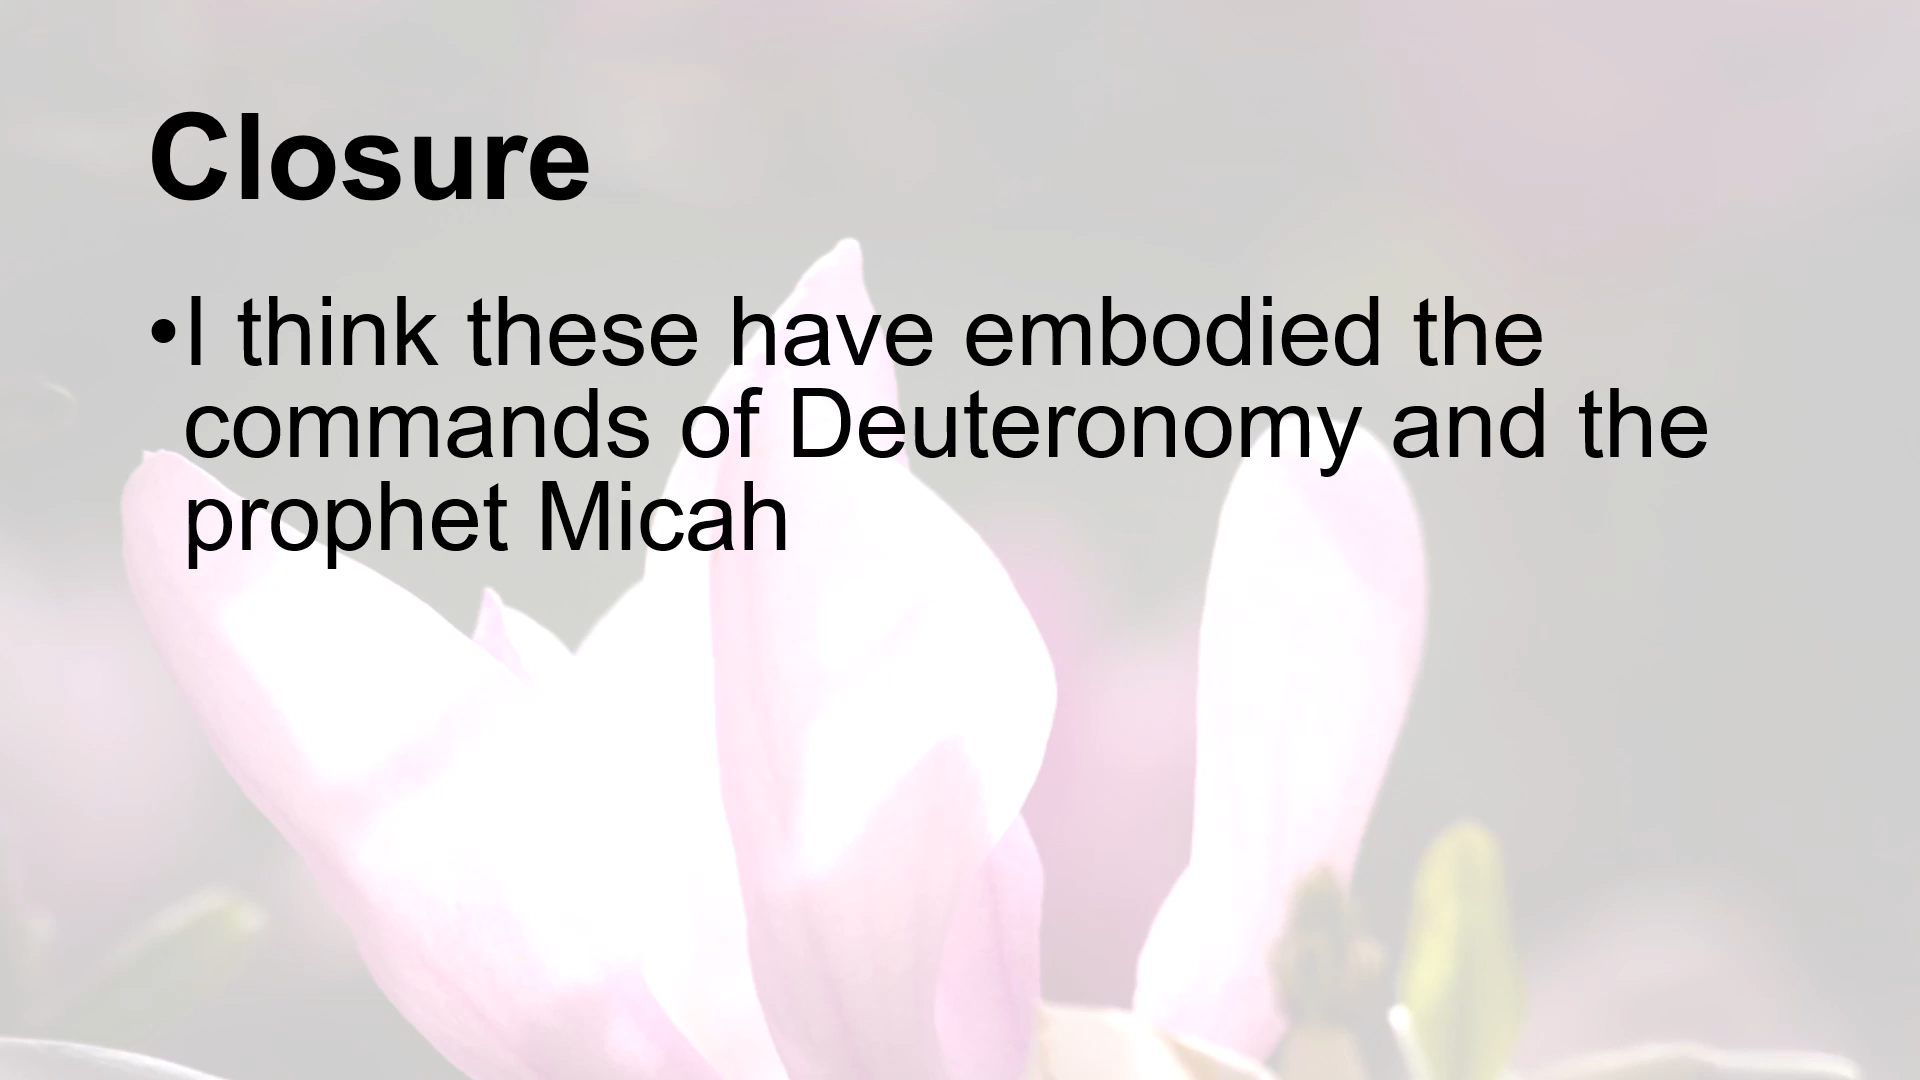 Closure
•I think these have embodied the
commands of Deuteronomy and the
prophet Micah